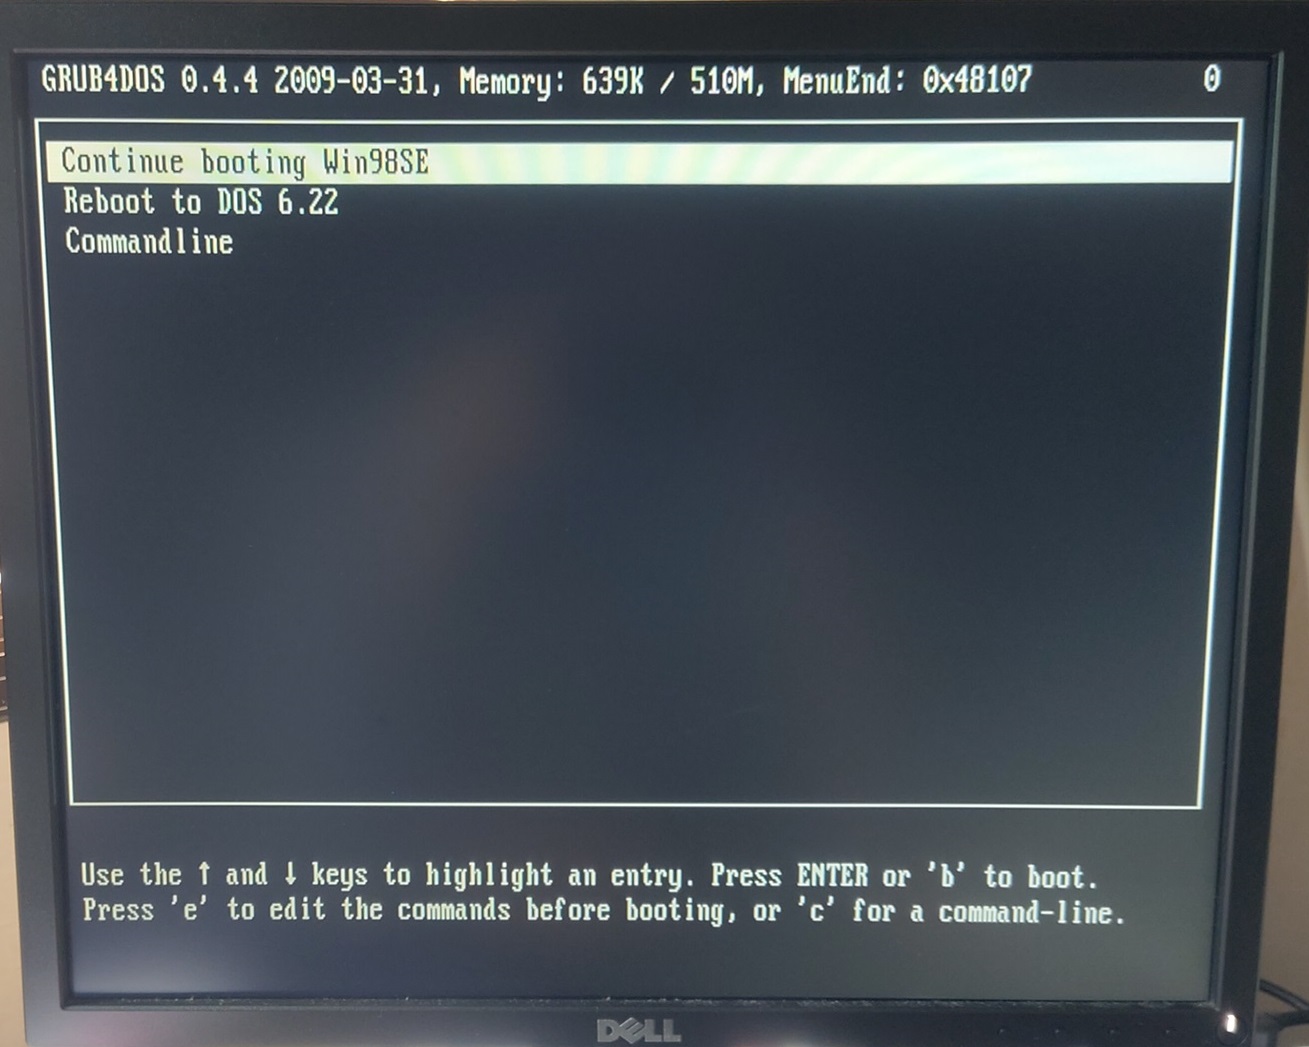 GRUB4DOS 0.4.4 2009-03-31, Memory: 639K / 510M, MenuEnd: 0x48107 0
Continue booting Win98SE
Reboot to DOS 6.22
Commandline
Use the ↑ and ↓ keys to highlight an entry. Press ENTER or 'b' to boot.
Press 'e' to edit the commands before booting, or 'c' for a command-line.
DELL